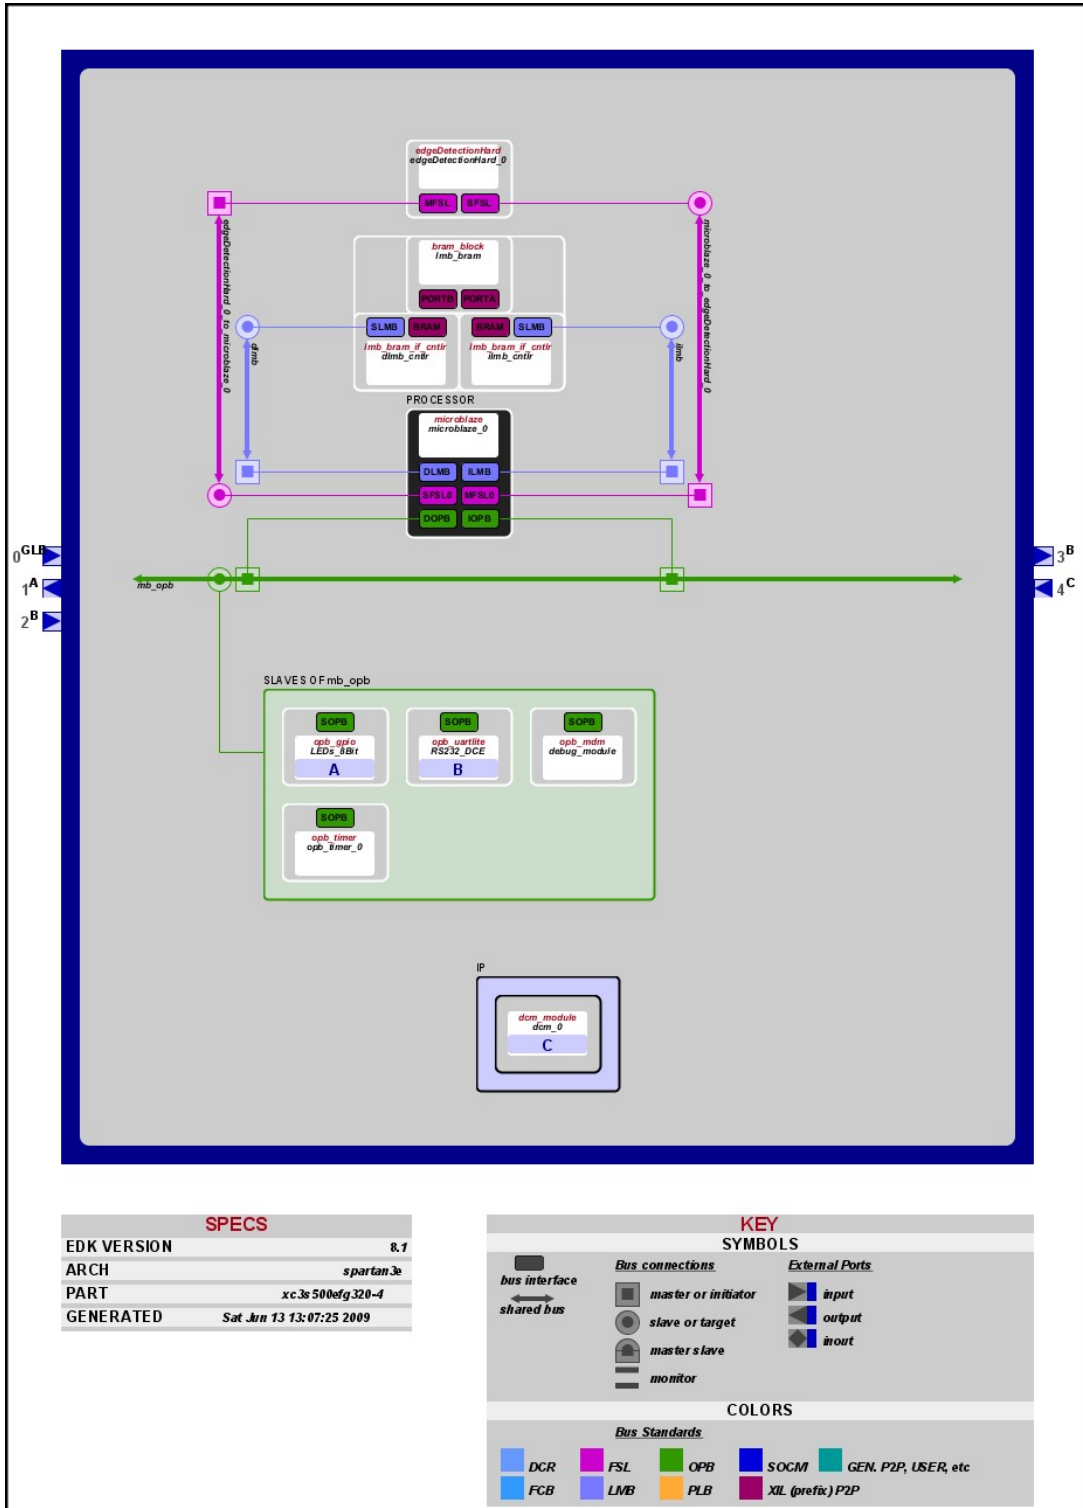 edgeDetectionHard
edgeDetectionHard_0
MFSL SFSL
edgeDetectionHard_0_to_microblaze_0
microblaze_0_to_edgeDetectionHard_0
bram_block
lmb_bram
PORTB PORTA
SLMB BRAM BRAM SLMB
dlmb
ilmb
lmb_bram_if_cntlr lmb_bram_if_cntlr
dlmb_cntlr ilmb_cntlr
PROCESSOR
microblaze
microblaze_0
DLMB ILMB
SFSL0 MFSL0
DOPB IOPB
0 GLB
1 A
2 B
3 B
4 C
mb_opb
SLAVES OF mb_opb
SOPB SOPB SOPB
opb_gpio opb_uartlite opb_mdm
LEDs_8Bit RS232_DCE debug_module
A B
SOPB
opb_timer
opb_timer_0
IP
dcm_module
dcm_0
C
SPECS
EDK VERSION 8.1
ARCH spartan3e
PART xc3s500efg320-4
GENERATED Sat Jun 13 13:07:25 2009
KEY
SYMBOLS
bus interface
shared bus
Bus connections
master or initiator
slave or target
master slave
monitor
External Ports
input
output
inout
COLORS
Bus Standards
DCR FSL OPB SOCM GEN. P2P, USER, etc
FCB LMB PLB XIL (prefix) P2P